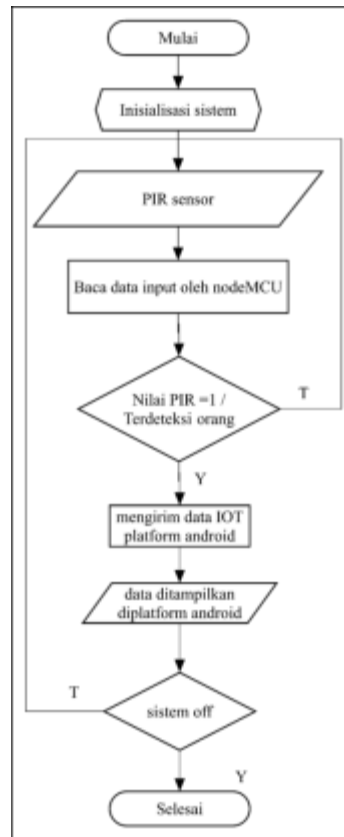 Mulai
Inisialisasi sistem
PIR sensor
Baca data input oleh nodeMCU
Nilai PIR =1 /
Terdeteksi orang
T
Y
mengirim data IOT
platform android
data ditampilkan
diplatform android
T
sistem off
Y
Selesai